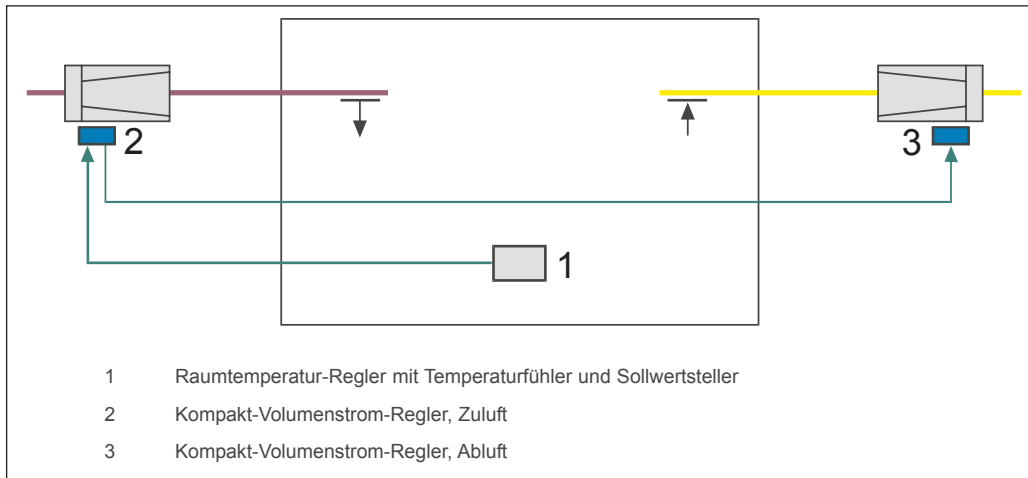 2
3
1
1 Raumtemperatur-Regler mit Temperaturfühler und Sollwertsteller
2 Kompakt-Volumenstrom-Regler, Zuluft
3 Kompakt-Volumenstrom-Regler, Abluft